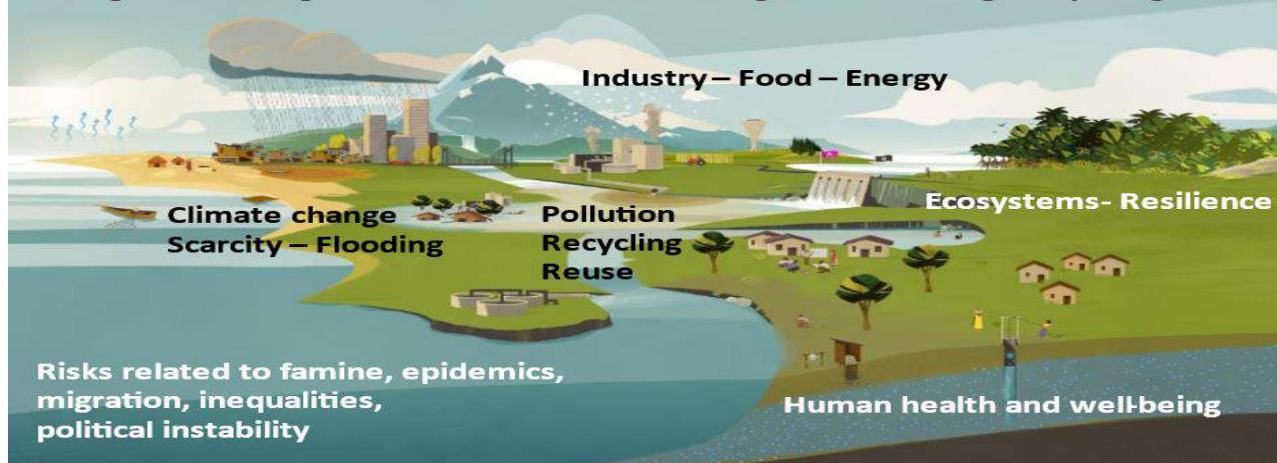 Industry – Food – Energy
Ecosystems- Resilience
Climate change
Scarcity – Flooding
Pollution
Recycling
Reuse
Risks related to famine, epidemics,
migration, inequalities,
political instability
Human health and well-being